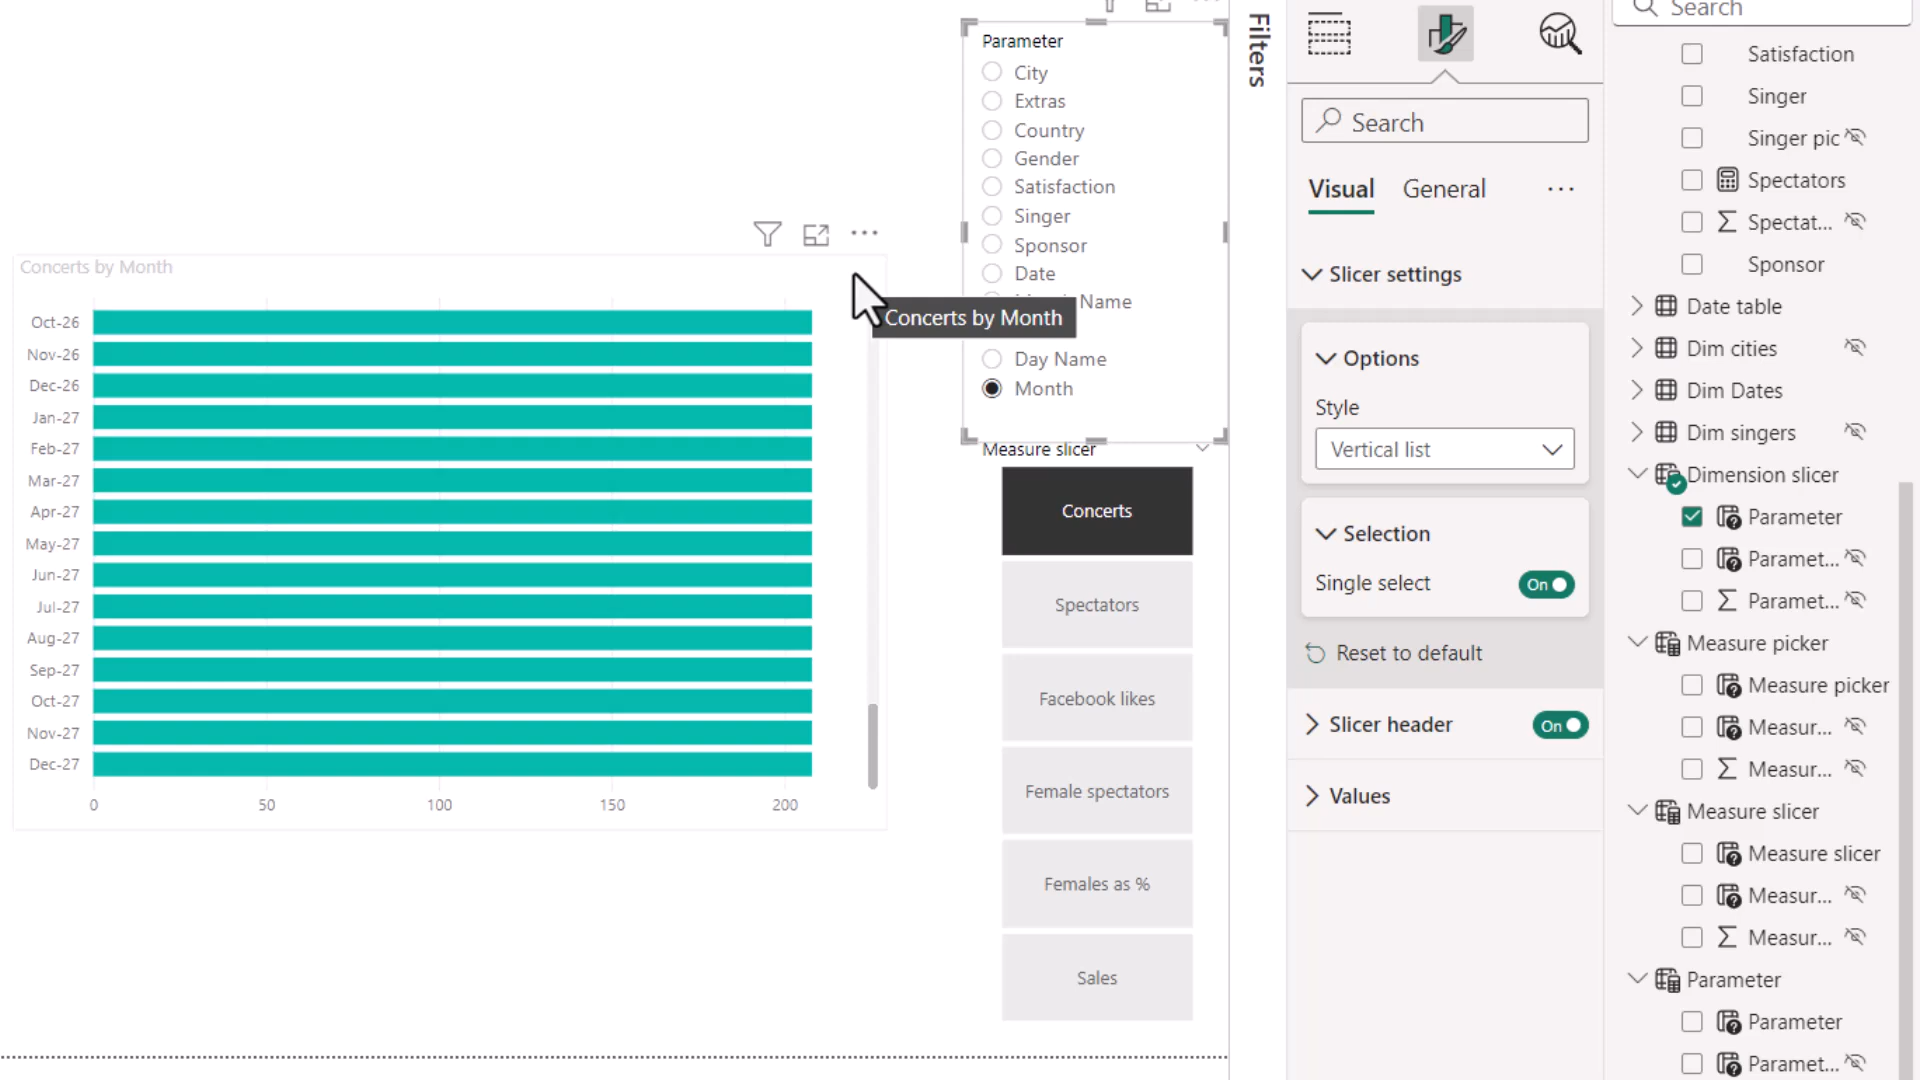 Parameter
City
Extras
Country
Gender
Satisfaction
Singer
Sponsor
Date
Name
Day Name
Month
Concerts by Month
Concerts by Month
Oct-26
Nov-26
Dec-26
Jan-27
Feb-27
Mar-27
Apr-27
May-27
Jun-27
Jul-27
Aug-27
Sep-27
Oct-27
Nov-27
Dec-27
0 50 100 150 200
Measure slicer
Concerts
Spectators
Facebook likes
Female spectators
Females as %
Sales
Filters
Search
Visual General
Slicer settings
Options
Style
Vertical list
Selection
Single select On
Reset to default
Slicer header On
Values
Search
Satisfaction
Singer
Singer pic
Spectators
Spectat...
Sponsor
Date table
Dim cities
Dim Dates
Dim singers
Dimension slicer
Parameter
Paramet...
Paramet...
Measure picker
Measure picker
Measur...
Measur...
Measure slicer
Measure slicer
Measur...
Measur...
Parameter
Parameter
Paramet...